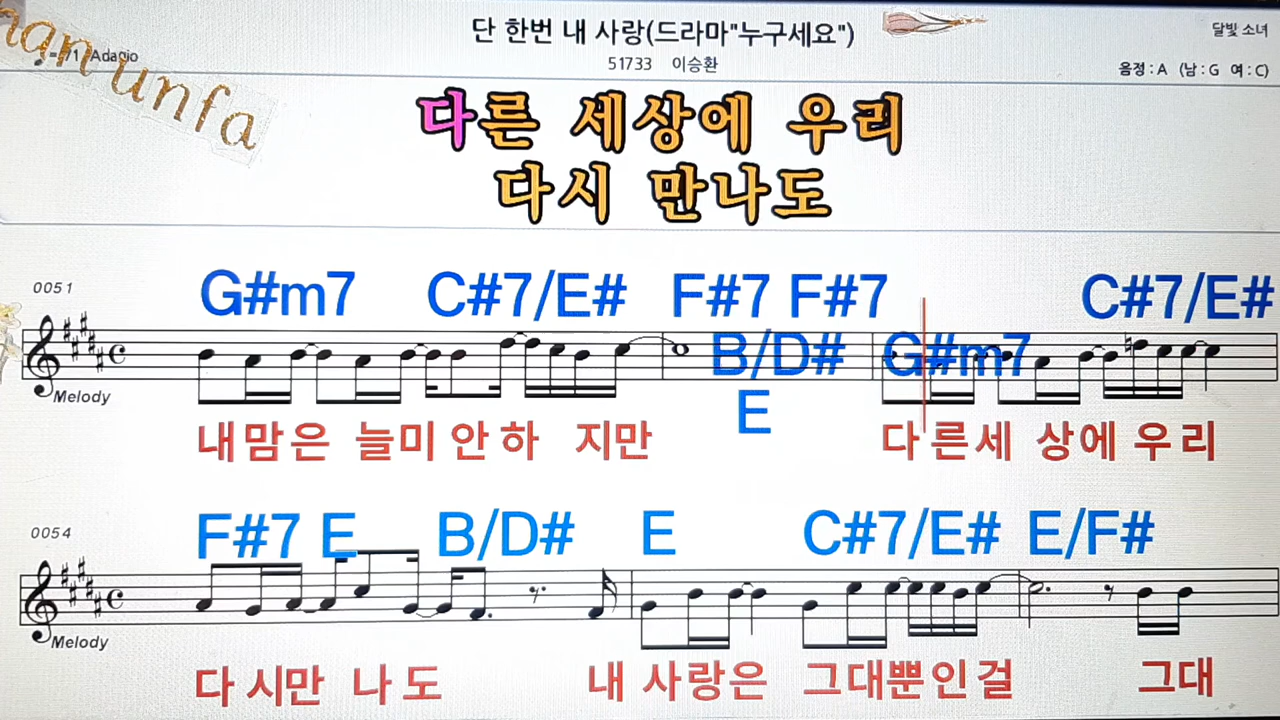 단 한번 내 사랑(드라마"누구세요")
달빛 소녀
51733 이승환
Adagio
음정 : A (남 : G 여 : C)
unfa
다른 세상에 우리
다시 만나도
0051
G#m7 C#7/E# F#7 F#7 C#7/E#
B/D# G#m7
E
Melody
내맘은 늘미 안하 지만 다른세 상에 우리
0054
F#7 E B/D# E C#7/E# E/F#
Melody
다시만 나도 내 사랑은 그대뿐인걸 그대